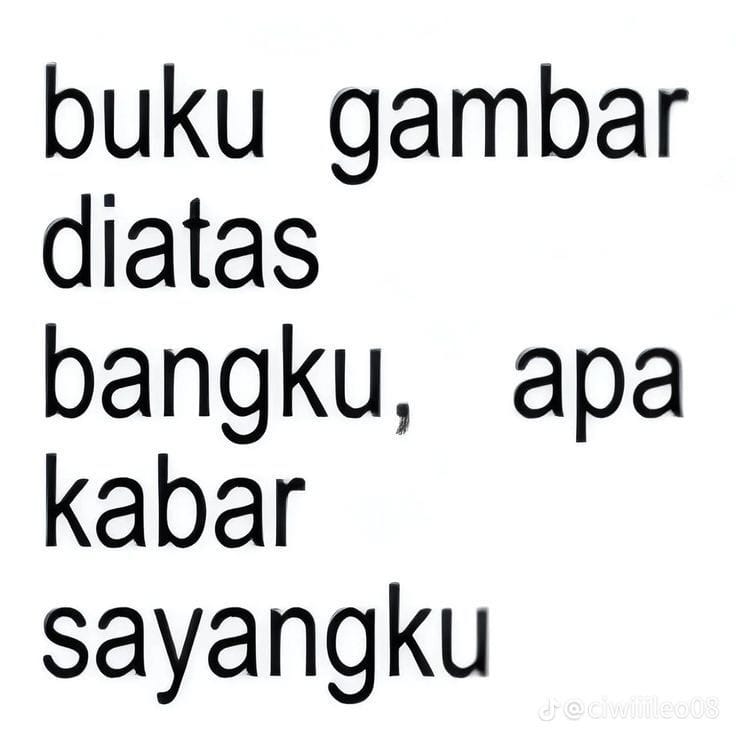 buku gambar
diatas
bangku, apa
kabar
sayangku
@ciwiiileo08